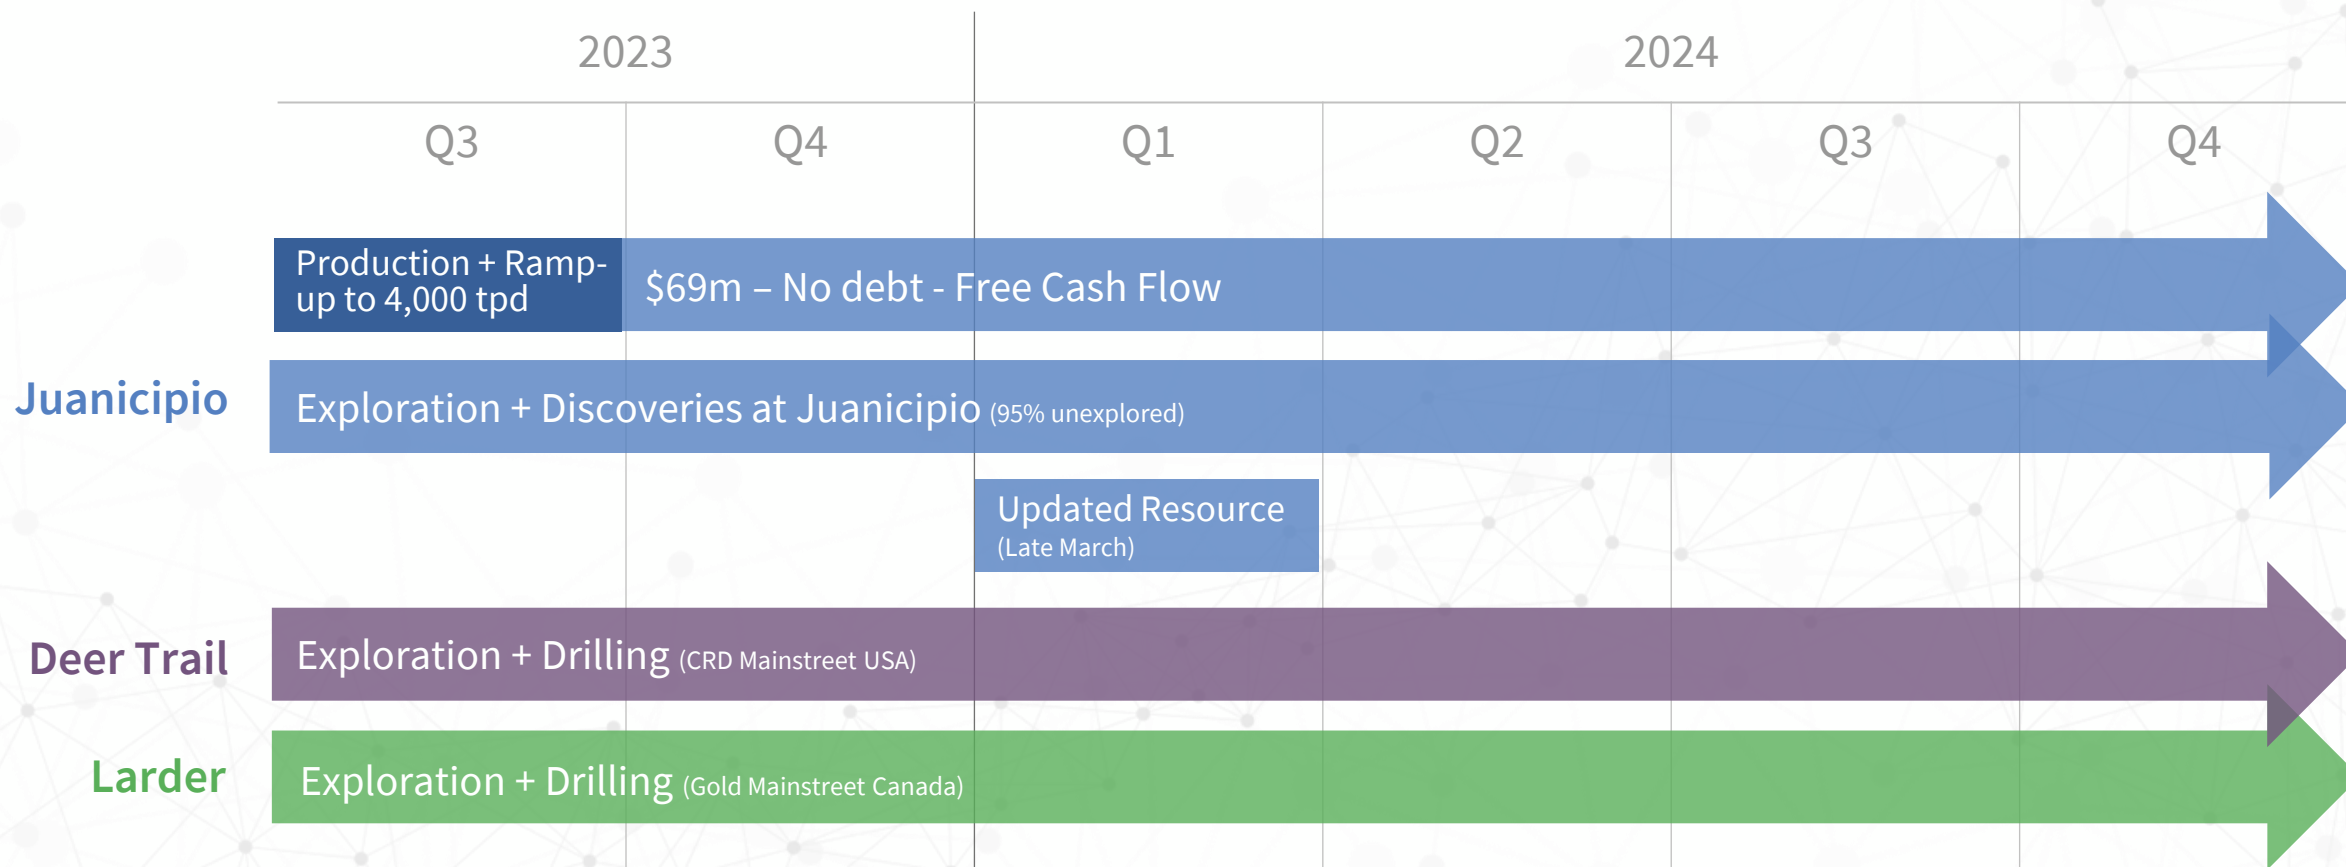 2023
2024
Q3
Q4
Q1
Q2
Q3
Q4
Production + Ramp-
up to 4,000 tpd
$69m – No debt - Free Cash Flow
Juanicipio
Exploration + Discoveries at Juanicipio (95% unexplored)
Updated Resource
(Late March)
Deer Trail
Exploration + Drilling (CRD Mainstreet USA)
Larder
Exploration + Drilling (Gold Mainstreet Canada)